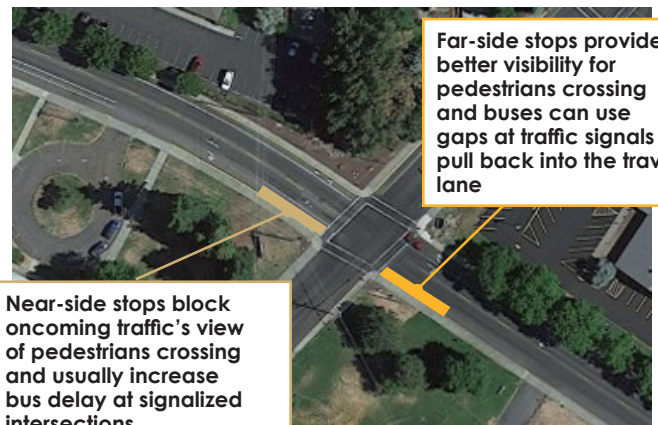 Far-side stops provide
better visibility for
pedestrians crossing
and buses can use
gaps at traffic signals
pull back into the trav
lane
Near-side stops block
oncoming traffic's view
of pedestrians crossing
and usually increase
bus delay at signalized
intersections